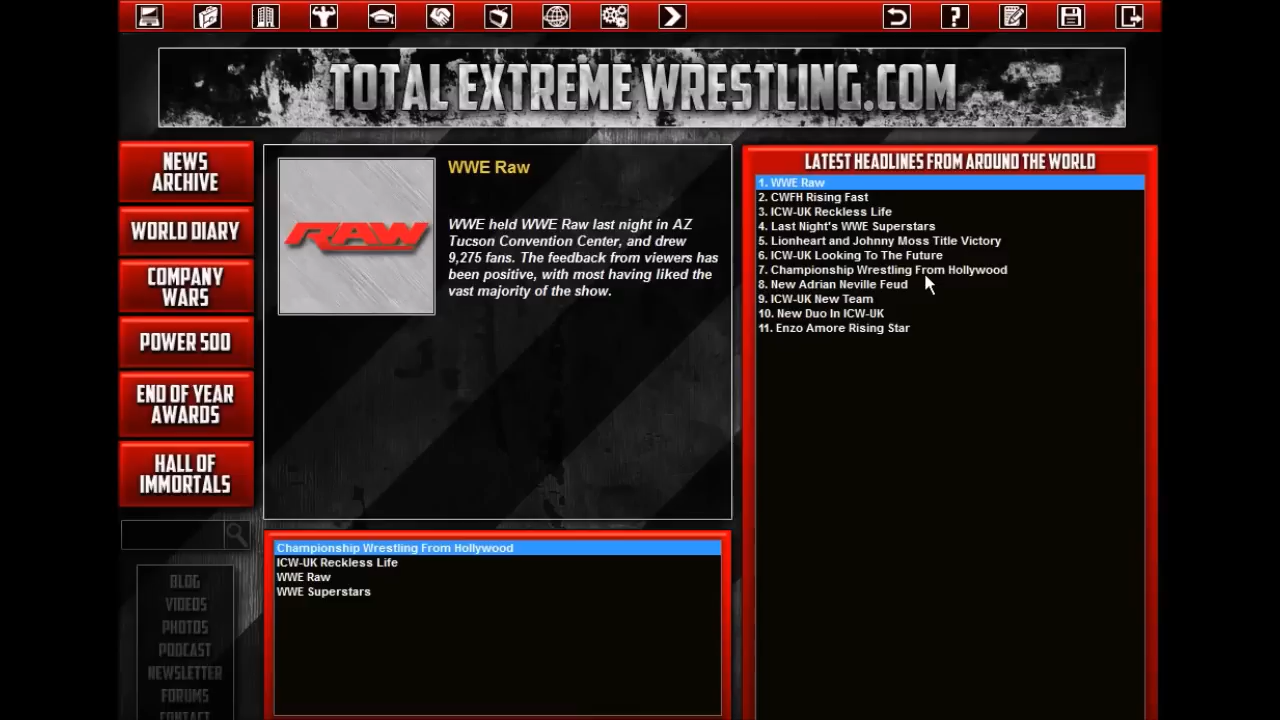 TOTAL EXTREME WRESTLING.COM
NEWS
ARCHIVE
WORLD DIARY
COMPANY
WARS
POWER 500
END OF YEAR
AWARDS
HALL OF
IMMORTALS
BLOG
VIDEOS
PHOTOS
PODCAST
NEWSLETTER
FORUMS
CONTACT
RAW
WWE Raw
WWE held WWE Raw last night in AZ
Tucson Convention Center, and drew
9,275 fans. The feedback from viewers has
been positive, with most having liked the
vast majority of the show.
Championship Wrestling From Hollywood
ICW-UK Reckless Life
WWE Raw
WWE Superstars
LATEST HEADLINES FROM AROUND THE WORLD
1. WWE Raw
2. CWFH Rising Fast
3. ICW-UK Reckless Life
4. Last Night's WWE Superstars
5. Lionheart and Johnny Moss Title Victory
6. ICW-UK Looking To The Future
7. Championship Wrestling From Hollywood
8. New Adrian Neville Feud
9. ICW-UK New Team
10. New Duo In ICW-UK
11. Enzo Amore Rising Star